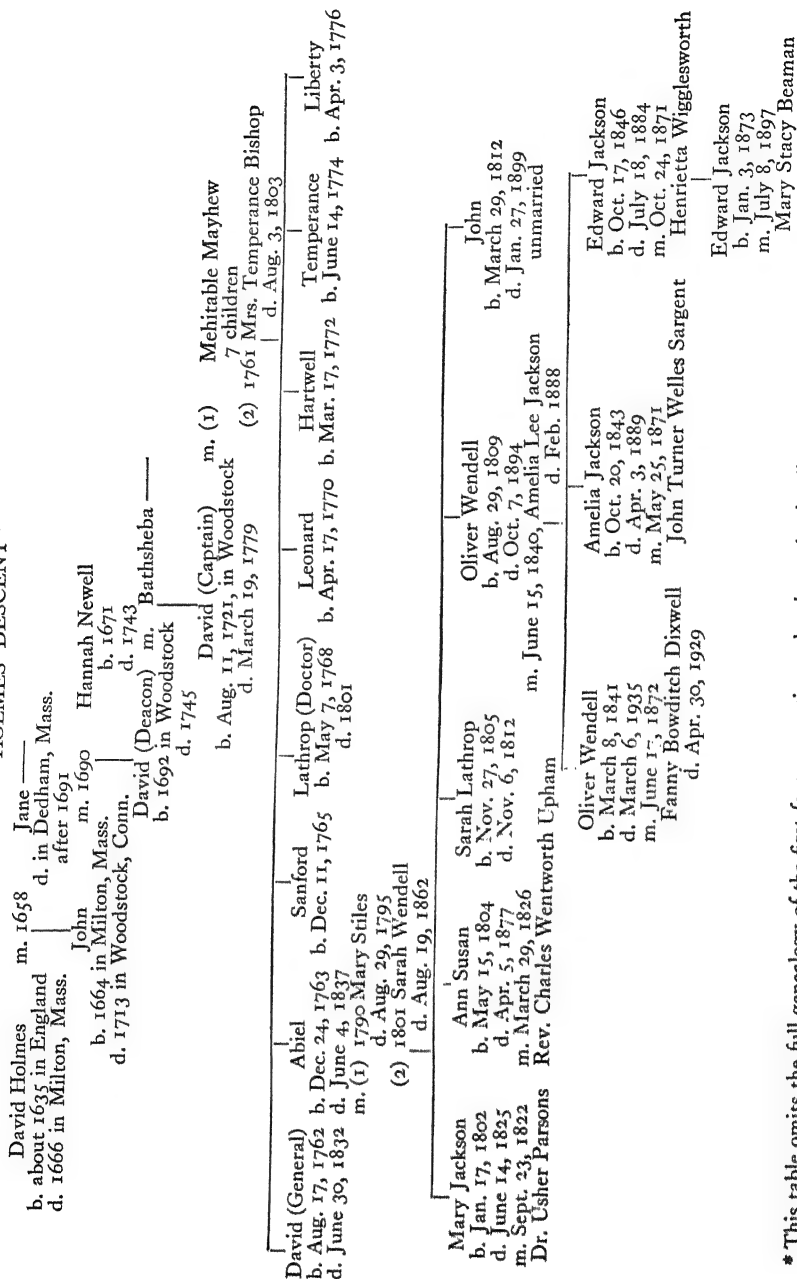 HOLMES DESCENT
David Holmes m. 1658 Jane ——
b. about 1635 in England d. in Dedham, Mass.
d. 1666 in Milton, Mass. after 1691
John m. 1690 Hannah Newell
b. 1664 in Milton, Mass. b. 1671
d. 1713 in Woodstock, Conn. d. 1743
David (Deacon) m. Bathsheba ——
b. 1692 in Woodstock
d. 1745
David (Captain) m. (1) Mehitable Mayhew
b. Aug. 11, 1721, in Woodstock 7 children
d. March 19, 1779 (2) 1761 Mrs. Temperance Bishop
d. Aug. 3, 1803
David (General)
b. Aug. 17, 1762
d. June 30, 1832
Abiel
b. Dec. 24, 1763
d. June 4, 1837
m. (1) 1790 Mary Stiles
d. Aug. 29, 1795
(2) 1801 Sarah Wendell
d. Aug. 19, 1862
Sanford
b. Dec. 11, 1765
Lathrop (Doctor)
b. May 7, 1768
d. 1801
Leonard
b. Apr. 17, 1770
Hartwell
b. Mar. 17, 1772
Temperance
b. June 14, 1774
Liberty
b. Apr. 3, 1776
Mary Jackson
b. Jan. 17, 1802
d. June 14, 1825
m. Sept. 23, 1822
Dr. Usher Parsons
Ann Susan
b. May 15, 1804
d. Apr. 5, 1877
m. March 29, 1826
Rev. Charles Wentworth Upham
Sarah Lathrop
b. Nov. 27, 1805
d. Nov. 6, 1812
Oliver Wendell
b. Aug. 29, 1809
d. Oct. 7, 1894
m. June 15, 1840, Amelia Lee Jackson
d. Feb. 1888
John
b. March 29, 1812
d. Jan. 27, 1899
unmarried
Oliver Wendell
b. March 8, 1841
d. March 6, 1935
m. June 17, 1872
Fanny Bowditch Dixwell
d. Apr. 30, 1929
Amelia Jackson
b. Oct. 20, 1843
d. Apr. 3, 1889
m. May 25, 1871
John Turner Welles Sargent
Edward Jackson
b. Oct. 17, 1846
d. July 18, 1884
m. Oct. 24, 1871
Henrietta Wigglesworth
Edward Jackson
b. Jan. 3, 1873
m. July 8, 1897
Mary Stacy Beaman
* This table omits the full genealogy of the first four